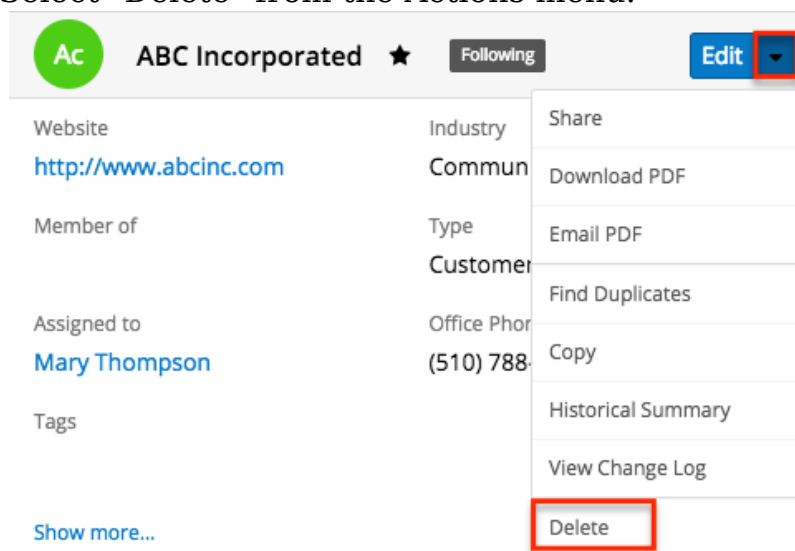 Select "Delete" from the Actions menu.
Ac ABC Incorporated ★ Following Edit
Website
http://www.abcinc.com
Industry
Commun
Member of
Type
Customer
Assigned to
Mary Thompson
Office Phor
(510) 788-
Tags
Show more...
Share
Download PDF
Email PDF
Find Duplicates
Copy
Historical Summary
View Change Log
Delete